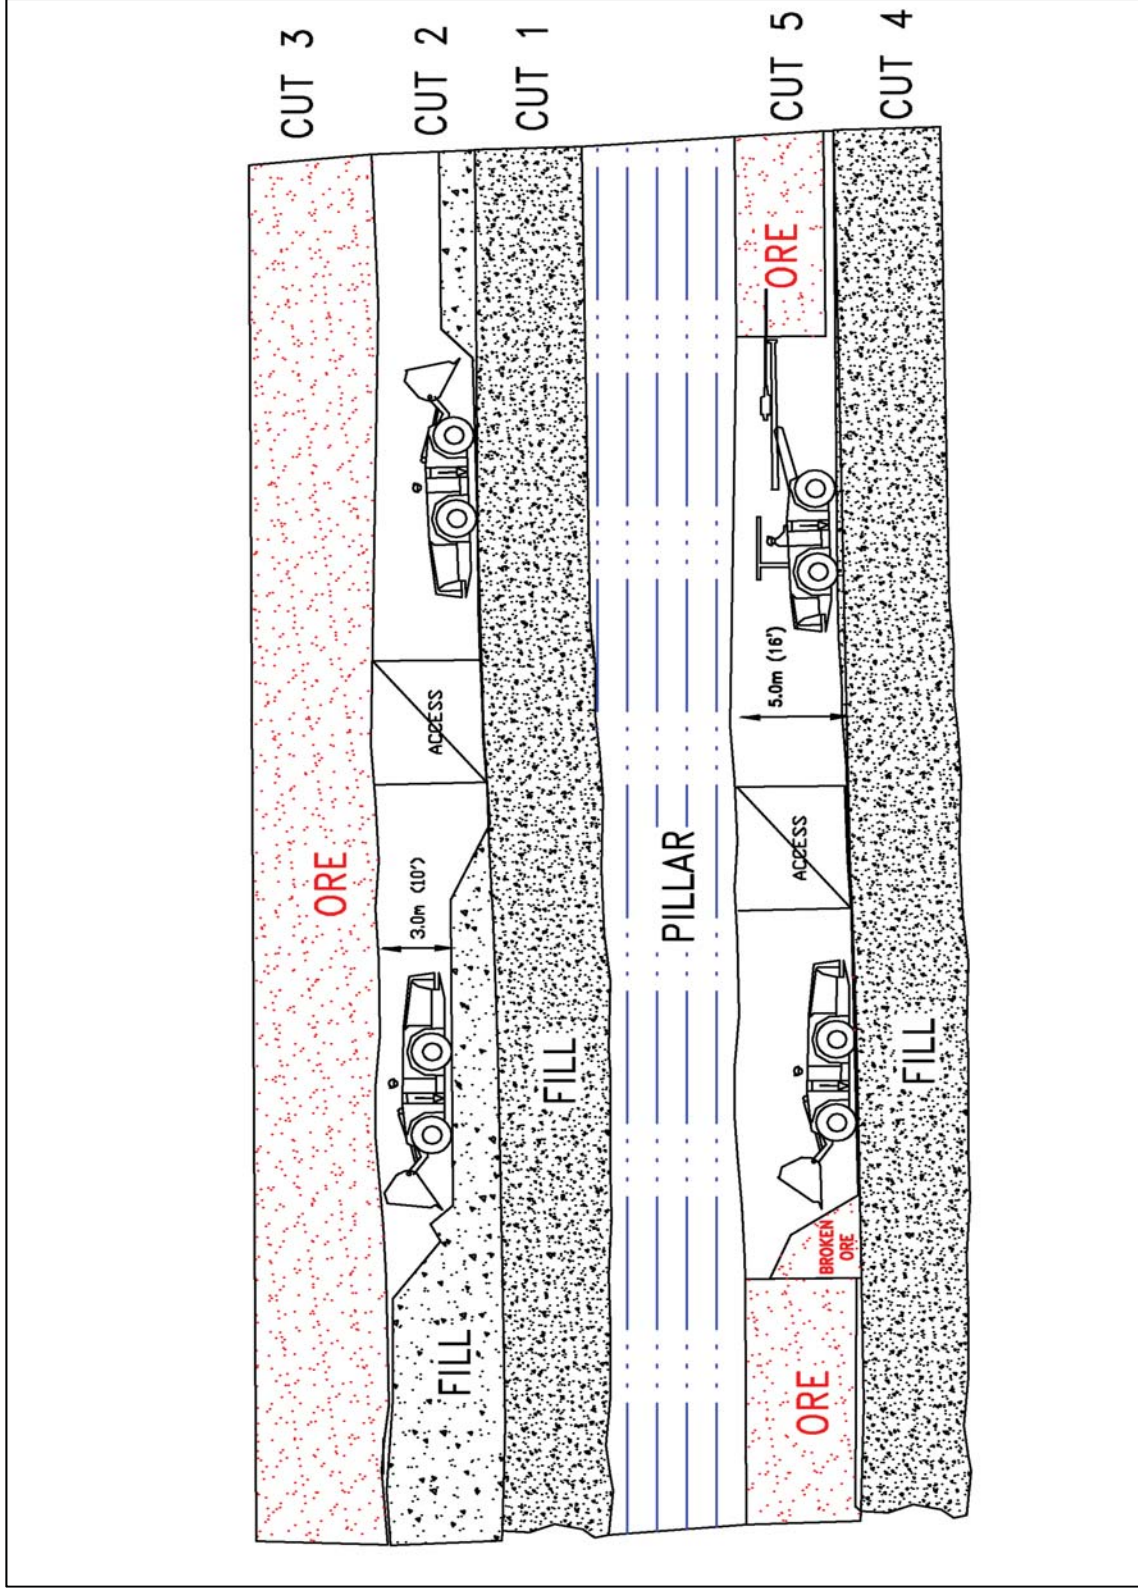 CUT 3
CUT 2
CUT 1
CUT 5
CUT 4
ORE
ACCESS
3.0m (10')
FILL
FILL
PILLAR
ORE
5.0m (16')
ACCESS
BROKEN
ORE
ORE
FILL